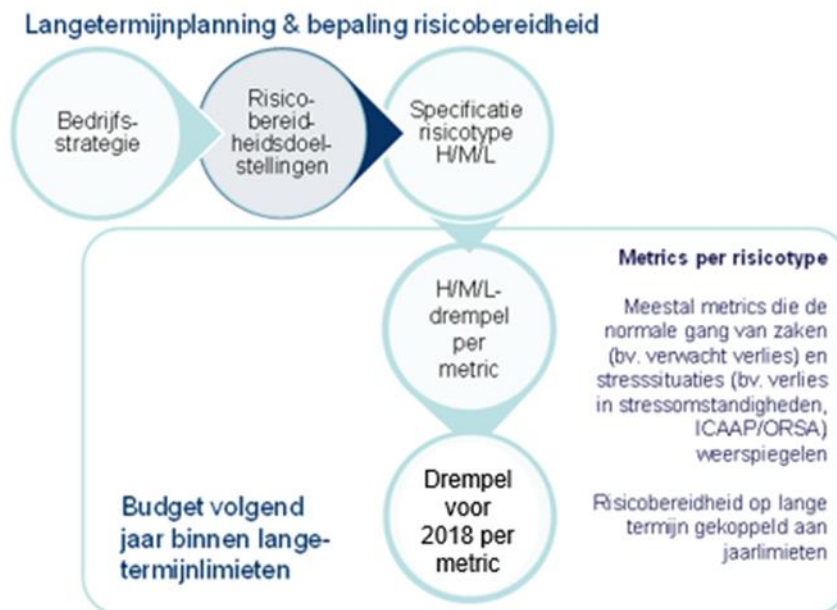 Langetermijnplanning & bepaling risicobereidheid
Bedrijfs-
strategie
Risico-
bereid-
heidsdoel-
stellingen
Specificatie
risicotype
H/M/L
H/M/L-
drempel
per
metric
Drempel
voor
2018 per
metric
Budget volgend
jaar binnen lange-
termijnlimieten
Metrics per risicotype
Meestal metrics die de
normale gang van zaken
(bv. verwacht verlies) en
stresssituaties (bv. verlies
in stressomstandigheden,
ICAAP/ORSA)
weerspiegelen
Risicobereidheid op lange
termijn gekoppeld aan
jaarlimieten